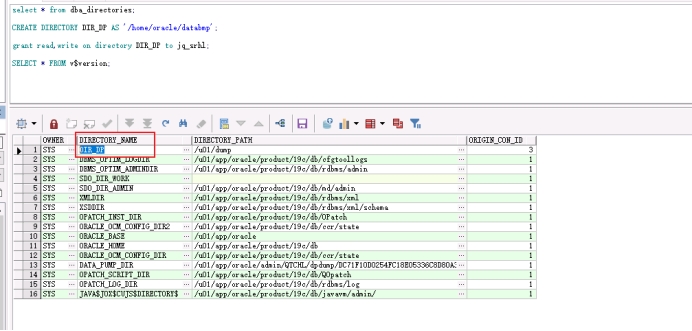 select * from dba_directories;
CREATE DIRECTORY DIR_DP AS '/home/oracle/databmp';
grant read,write on directory DIR_DP to jq_srhl;
SELECT * FROM v$version;
OWNER DIRECTORY_NAME DIRECTORY_PATH ORIGIN_CON_ID
1 SYS DIR_DP /u01/dump 3
2 SYS DBMS_OPTIM_LOGDIR /u01/app/oracle/product/19c/db/cfgtoollogs 1
3 SYS DBMS_OPTIM_ADMINDIR /u01/app/oracle/product/19c/db/rdbms/admin 1
4 SYS SDO_DIR_WORK 1
5 SYS SDO_DIR_ADMIN /u01/app/oracle/product/19c/db/md/admin 1
6 SYS XMLDIR /u01/app/oracle/product/19c/db/rdbms/xml 1
7 SYS XSDDIR /u01/app/oracle/product/19c/db/rdbms/xml/schema 1
8 SYS OPATCH_INST_DIR /u01/app/oracle/product/19c/db/OPatch 1
9 SYS ORACLE_OCM_CONFIG_DIR2 /u01/app/oracle/product/19c/db/ccr/state 1
10 SYS ORACLE_BASE /u01/app/oracle 1
11 SYS ORACLE_HOME /u01/app/oracle/product/19c/db 1
12 SYS ORACLE_OCM_CONFIG_DIR /u01/app/oracle/product/19c/db/ccr/state 1
13 SYS DATA_PUMP_DIR 1
14 SYS OPATCH_SCRIPT_DIR /u01/app/oracle/product/19c/db/QOpatch 1
15 SYS OPATCH_LOG_DIR /u01/app/oracle/product/19c/db/rdbms/log 1
16 SYS JAVA$JOX$CUJS$DIRECTORY$ /u01/app/oracle/product/19c/db/javavm/admin/ 1